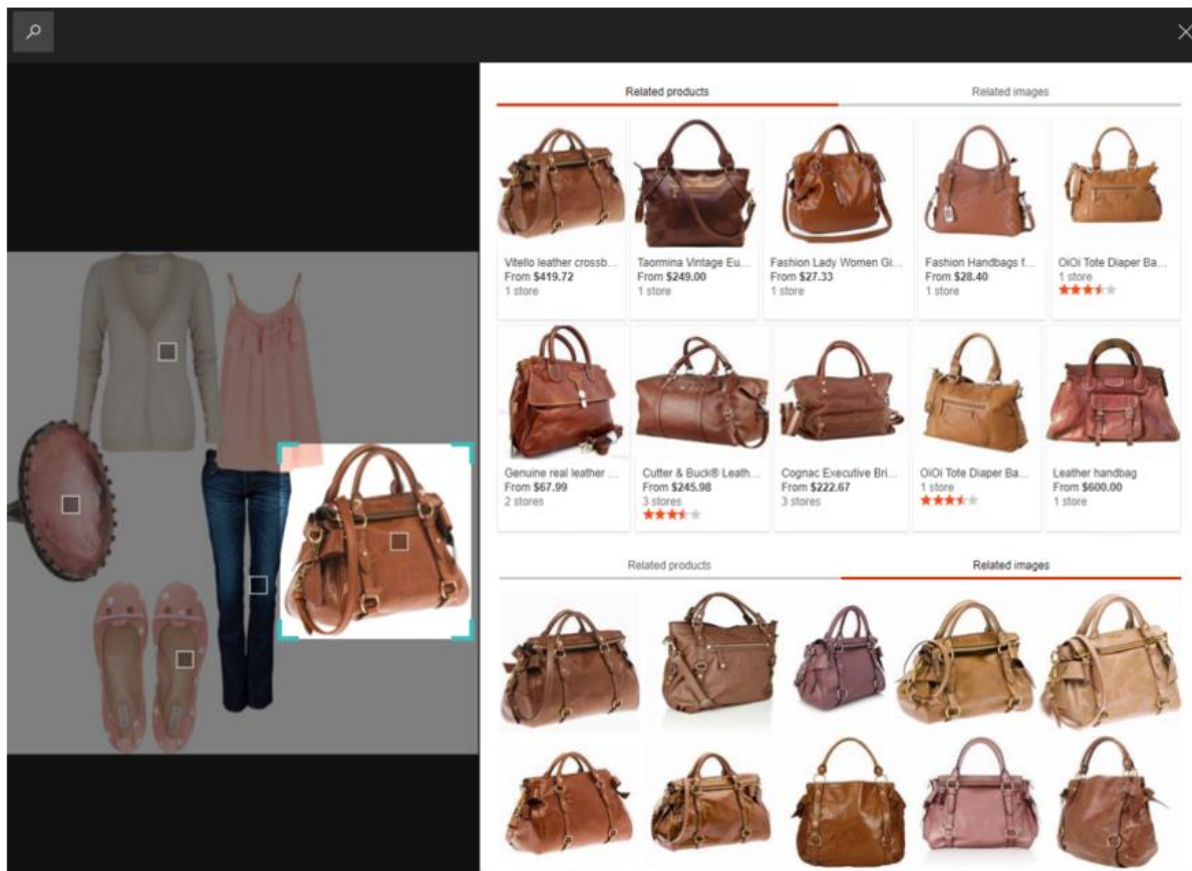 Related products
Related images
Vitello leather crossb...
From $419.72
1 store
Taormina Vintage Eu...
From $249.00
1 store
Fashion Lady Women Gi...
From $27.33
1 store
Fashion Handbags f...
From $28.40
1 store
OiOi Tote Diaper Ba...
1 store
Genuine real leather ...
From $67.99
2 stores
Cutter & Buck® Leath...
From $245.98
3 stores
Cognac Executive Bri...
From $222.67
3 stores
OiOi Tote Diaper Ba...
1 store
Leather handbag
From $600.00
1 store
Related products
Related images